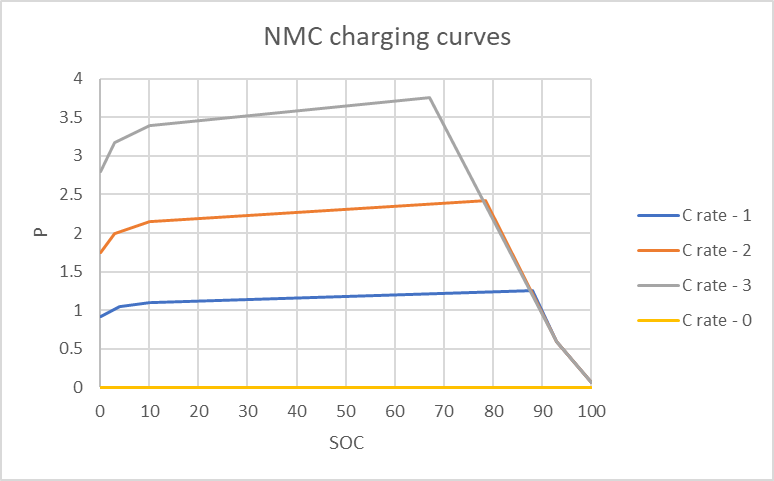 NMC charging curves
4
3.5
3
2.5
2
1.5
1
0.5
0
P
0 10 20 30 40 50 60 70 80 90 100
SOC
C rate - 1
C rate - 2
C rate - 3
C rate - 0